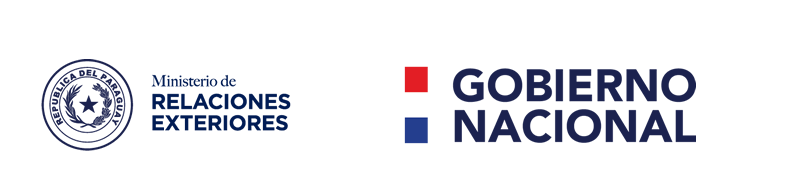 REPUBLICA DEL PARAGUAY
Ministerio de
RELACIONES
EXTERIORES
GOBIERNO
NACIONAL